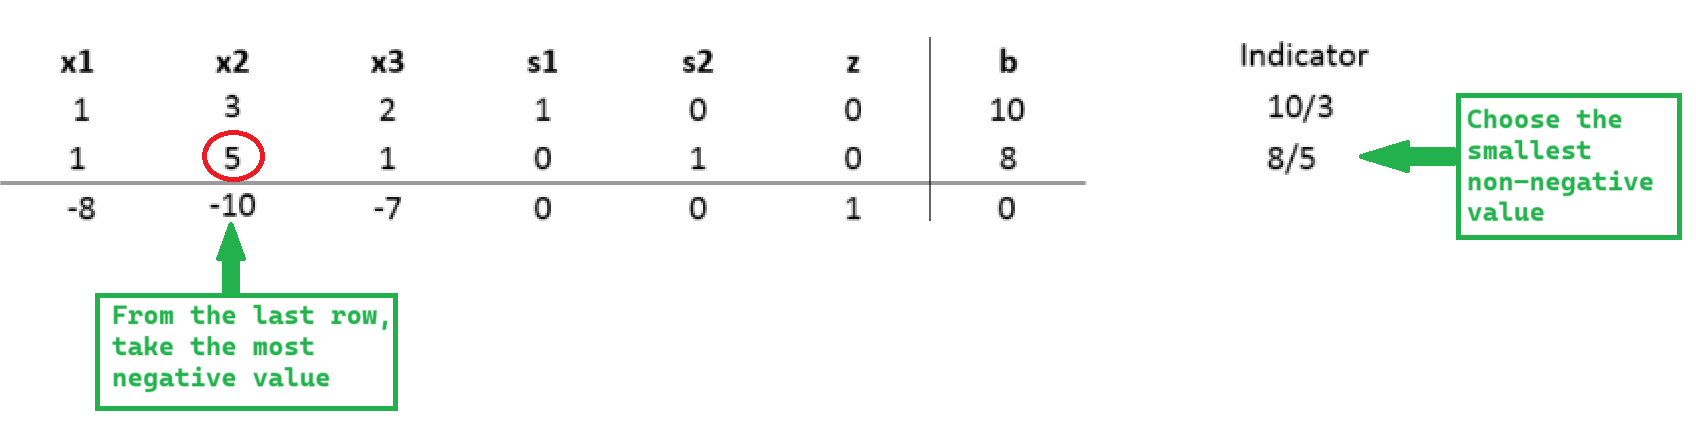 x1 x2 x3 s1 s2 z b Indicator
1 3 2 1 0 0 10 10/3
1 5 1 0 1 0 8 8/5
-8 -10 -7 0 0 1 0
Choose the
smallest
non-negative
value
From the last row,
take the most
negative value